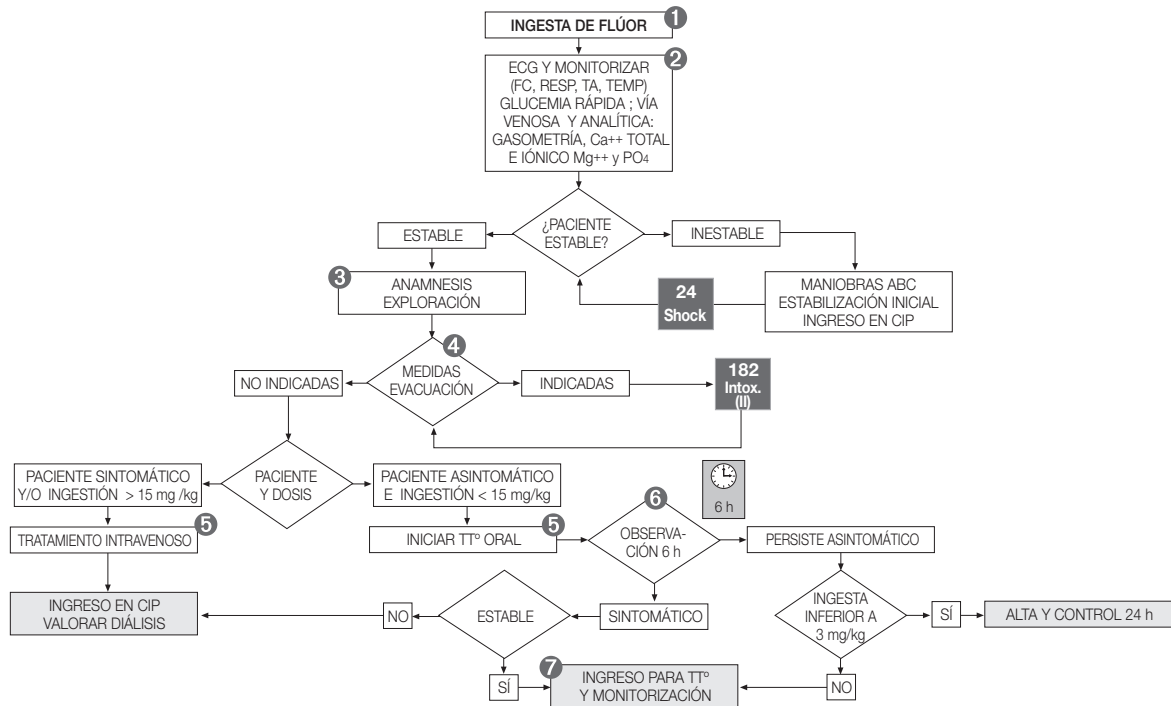 INGESTA DE FLÚOR
1
ECG Y MONITORIZAR
2
(FC, RESP, TA, TEMP)
GLUCEMIA RÁPIDA ; VÍA
VENOSA Y ANALÍTICA:
GASOMETRÍA, Ca++ TOTAL
E IÓNICO Mg++ y PO4
¿PACIENTE
ESTABLE?
ESTABLE
INESTABLE
3
ANAMNESIS
EXPLORACIÓN
24
Shock
MANIOBRAS ABC
ESTABILIZACIÓN INICIAL
INGRESO EN CIP
4
MEDIDAS
EVACUACIÓN
NO INDICADAS
INDICADAS
182
Intox.
(II)
PACIENTE
Y DOSIS
PACIENTE SINTOMÁTICO
Y/O INGESTIÓN > 15 mg /kg
PACIENTE ASINTOMÁTICO
E INGESTIÓN < 15 mg/kg
6 h
5
TRATAMIENTO INTRAVENOSO
5
INICIAR TTº ORAL
6
OBSERVA-
CIÓN 6 h
PERSISTE ASINTOMÁTICO
INGRESO EN CIP
VALORAR DIÁLISIS
NO
ESTABLE
SINTOMÁTICO
INGESTA
INFERIOR A
3 mg/kg
SÍ
ALTA Y CONTROL 24 h
SÍ
7
INGRESO PARA TTº
Y MONITORIZACIÓN
NO